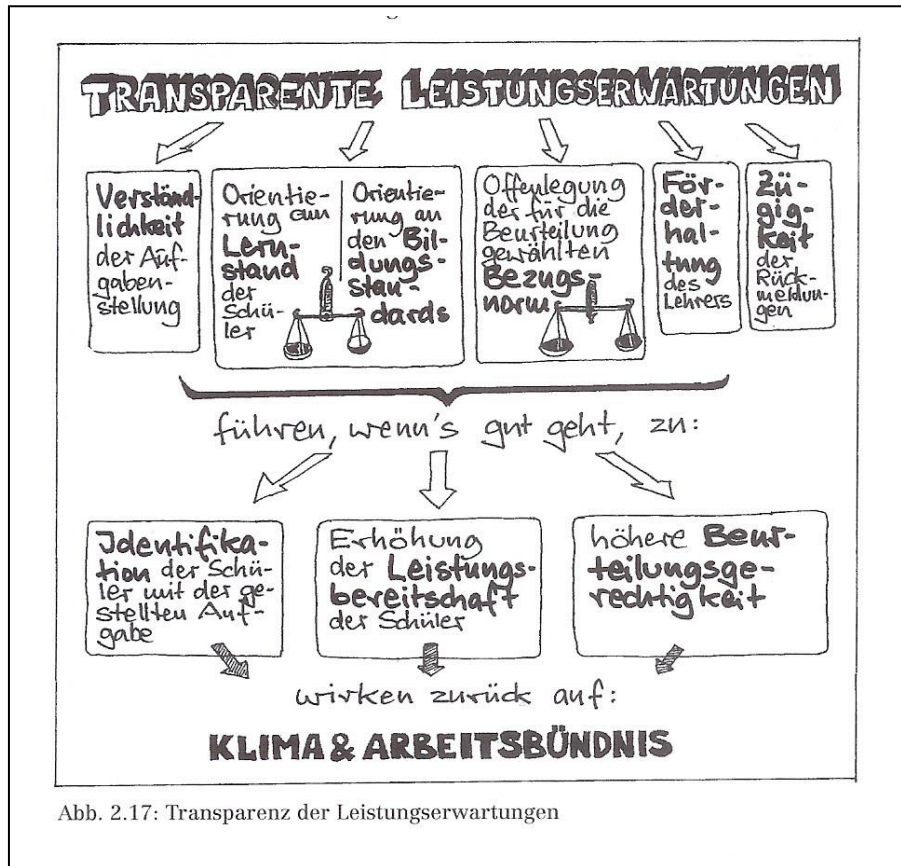 TRANSPARENTE LEISTUNGSERWARTUNGEN
Verständ-
lichkeit
der Auf-
gaben-
stellung
Orientie-
rung am
Lern-
stand
der
Schü-
ler
Orientie-
rung an
den Bil-
dungs-
stan-
dards
Offenlegung
der für die
Beurteilung
gewählten
Bezugs-
norm
För-
der-
hal-
tung
des
Lehrers
Zü-
gig-
keit
der
Rück-
meldun-
gen
führen, wenn's gut geht, zu:
Identifika-
tion der Schü-
ler mit der ge-
stellten Auf-
gabe
Erhöhung
der Leistungs-
bereitschaft
der Schüler
höhere Beur-
teilungsge-
rechtigkeit
wirken zurück auf:
KLIMA & ARBEITSBÜNDNIS
Abb. 2.17: Transparenz der Leistungserwartungen